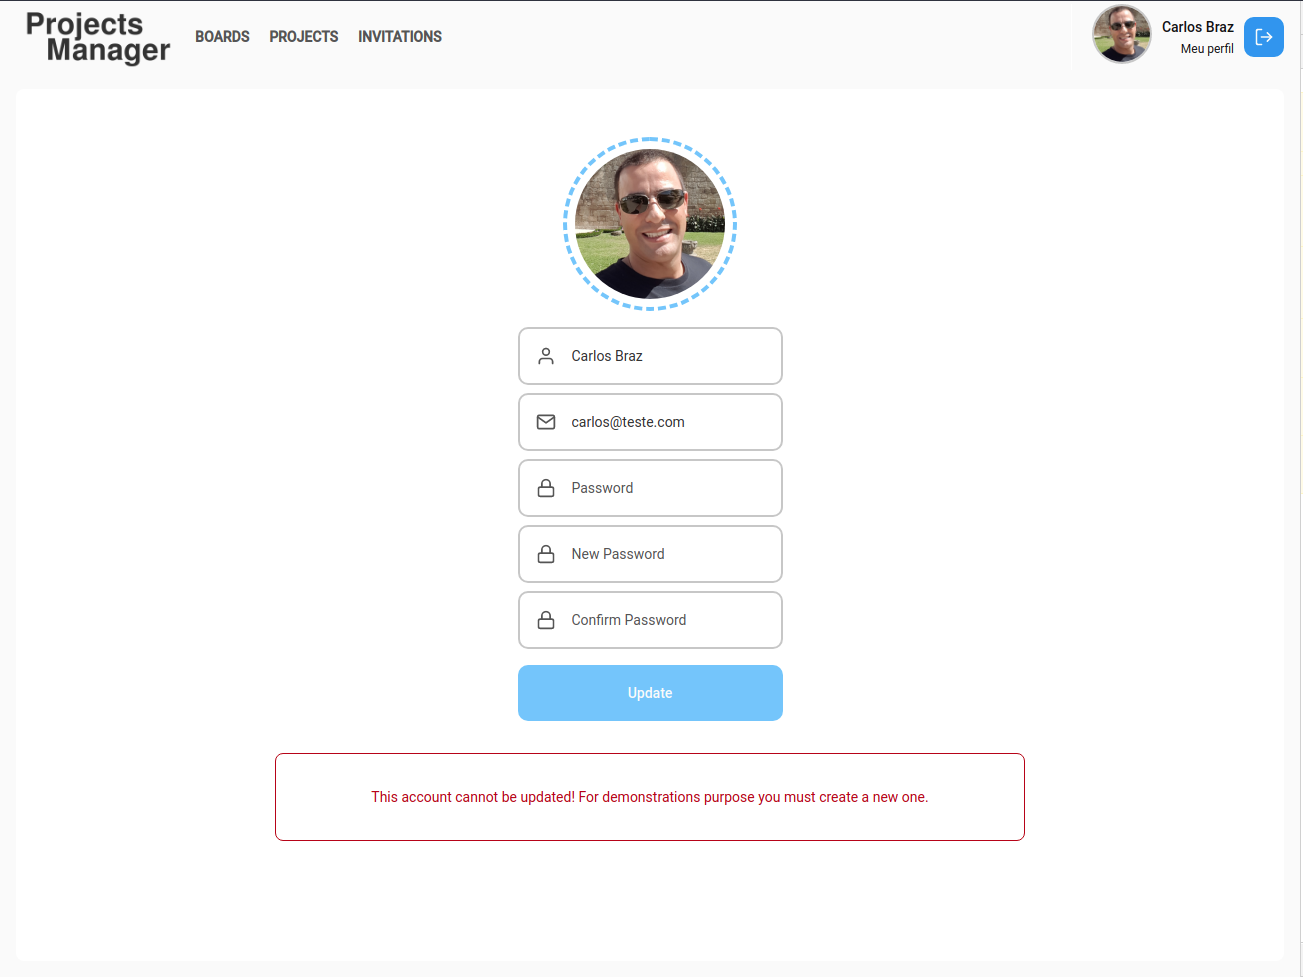 Projects
Manager
BOARDS PROJECTS INVITATIONS
Carlos Braz
Meu perfil
Carlos Braz
carlos@teste.com
Password
New Password
Confirm Password
Update
This account cannot be updated! For demonstrations purpose you must create a new one.